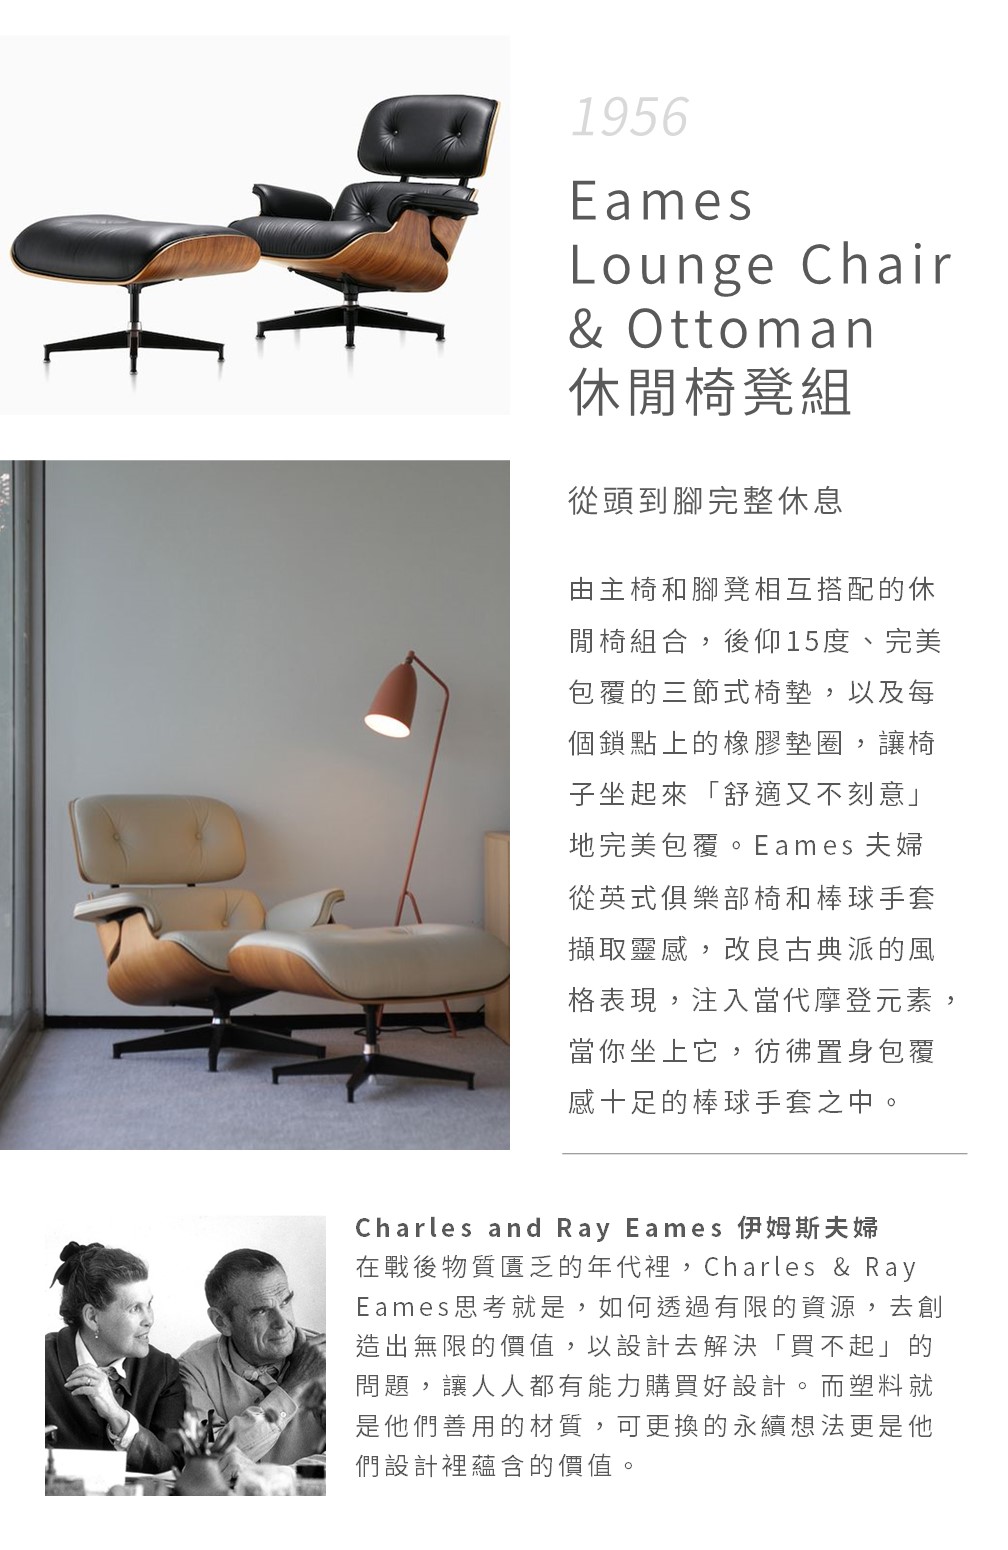 1956
Eames
Lounge Chair
& Ottoman
休閒椅凳組
從頭到腳完整休息
由主椅和腳凳相互搭配的休
閒椅組合，後仰15度、完美
包覆的三節式椅墊，以及每
個鎖點上的橡膠墊圈，讓椅
子坐起來「舒適又不刻意」
地完美包覆。Eames 夫婦
從英式俱樂部椅和棒球手套
擷取靈感，改良古典派的風
格表現，注入當代摩登元素，
當你坐上它，彷彿置身包覆
感十足的棒球手套之中。
Charles and Ray Eames 伊姆斯夫婦
在戰後物質匱乏的年代裡，Charles & Ray
Eames思考就是，如何透過有限的資源，去創
造出無限的價值，以設計去解決「買不起」的
問題，讓人人都有能力購買好設計。而塑料就
是他們善用的材質，可更換的永續想法更是他
們設計裡蘊含的價值。